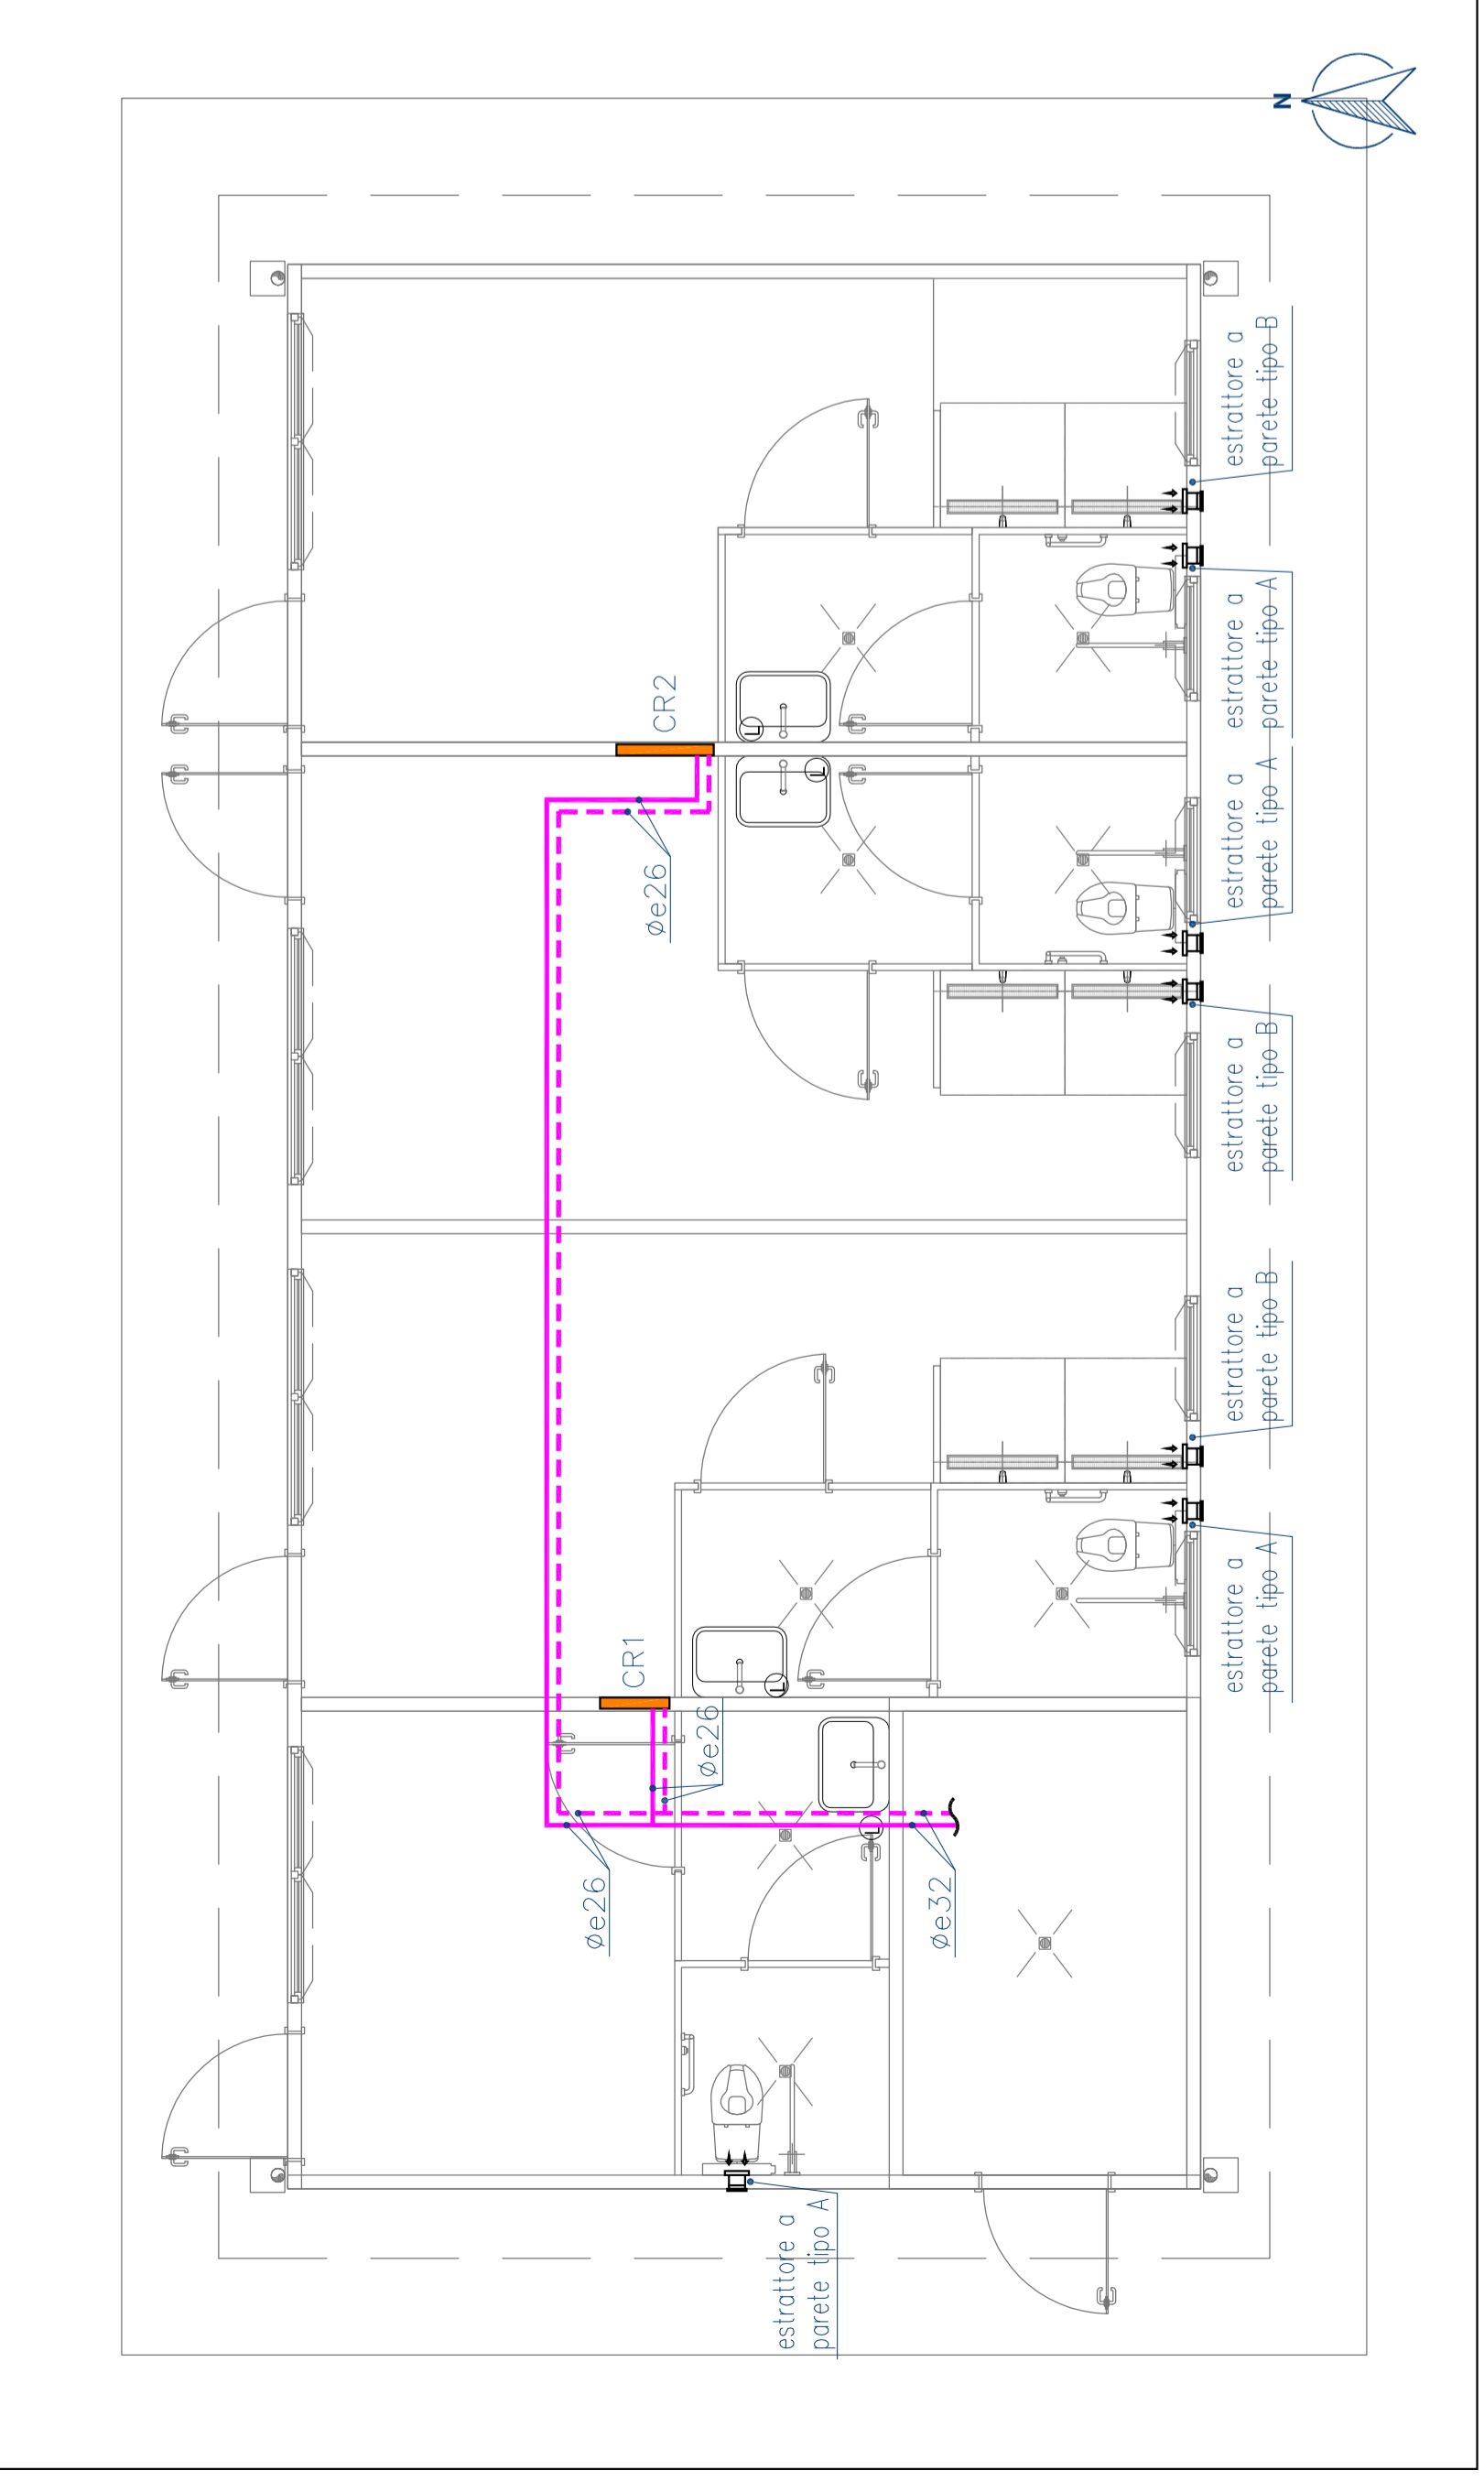 N
estrattore a
parete tipo B
estrattore a
parete tipo A
CR2
L
L
estrattore a
parete tipo A
Øe26
estrattore a
parete tipo B
estrattore a
parete tipo B
estrattore a
parete tipo A
CR1
L
Øe26
L
Øe26
Øe32
estrattore a
parete tipo A